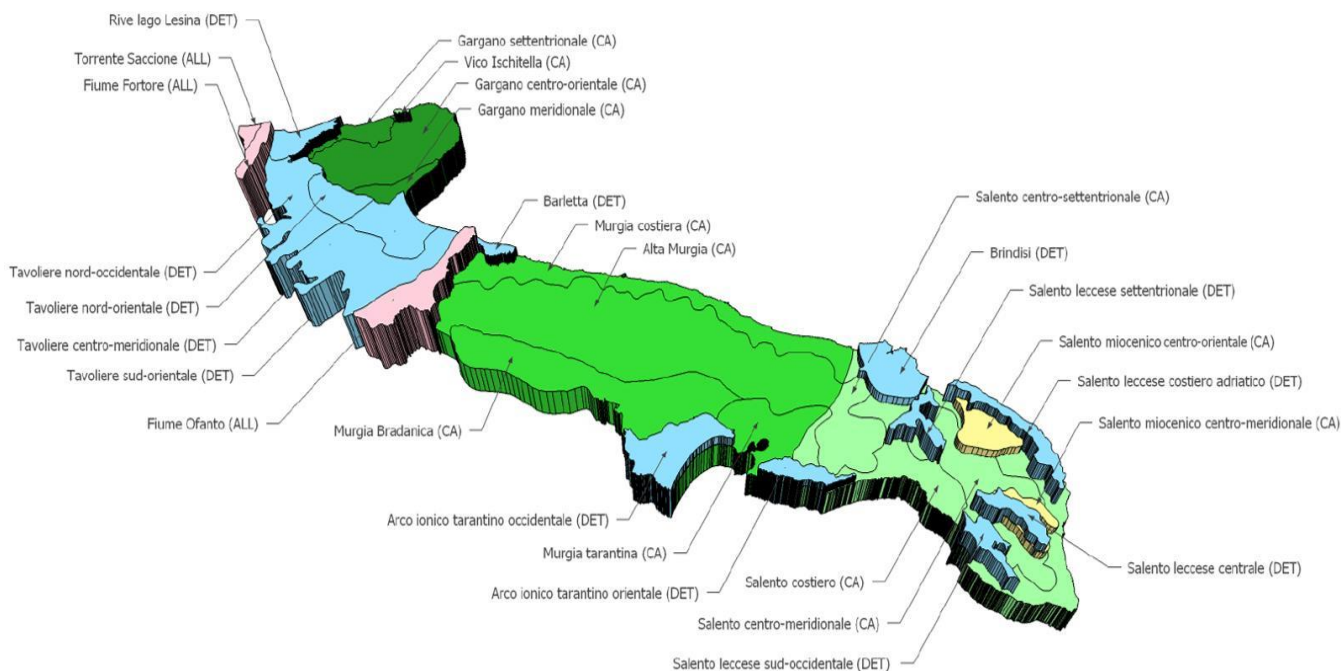 Rive lago Lesina (DET)
Torrente Saccione (ALL)
Fiume Fortore (ALL)
Gargano settentrionale (CA)
Vico Ischitella (CA)
Gargano centro-orientale (CA)
Gargano meridionale (CA)
Barletta (DET)
Murgia costiera (CA)
Alta Murgia (CA)
Salento centro-settentrionale (CA)
Brindisi (DET)
Salento leccese settentrionale (DET)
Salento miocenico centro-orientale (CA)
Salento leccese costiero adriatico (DET)
Salento miocenico centro-meridionale (CA)
Tavoliere nord-occidentale (DET)
Tavoliere nord-orientale (DET)
Tavoliere centro-meridionale (DET)
Tavoliere sud-orientale (DET)
Fiume Ofanto (ALL)
Murgia Bradanica (CA)
Arco ionico tarantino occidentale (DET)
Murgia tarantina (CA)
Arco ionico tarantino orientale (DET)
Salento costiero (CA)
Salento centro-meridionale (CA)
Salento leccese sud-occidentale (DET)
Salento leccese centrale (DET)